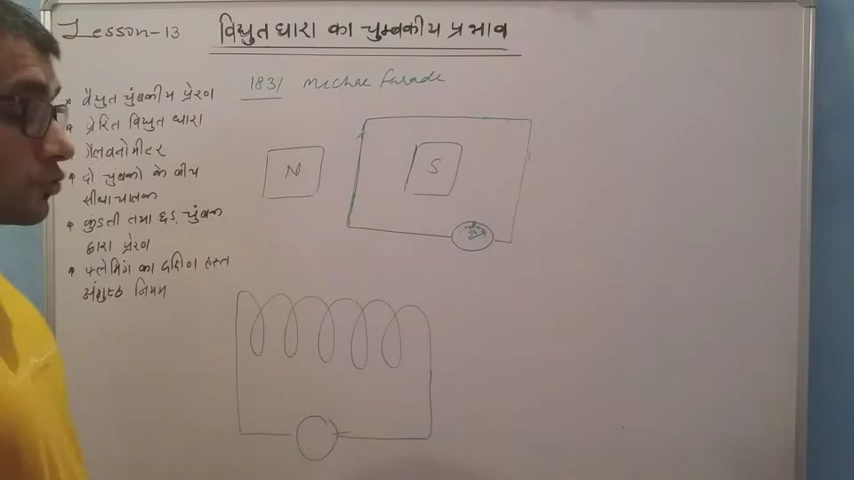 Lesson-13 विद्युत धारा का चुम्बकीय प्रभाव
1831 Michae farade
वैद्युत चुंबकीय प्रेरण
प्रेरित विद्युत धारा
गैलवनोमीटर
दो चुंबको के बीच
सीधा चालक
कुंडली तथा छड़ चुंबक
द्वारा प्रेरण
फ्लेमिंग का दक्षिण हस्त
अंगुष्ठ नियम
N
S